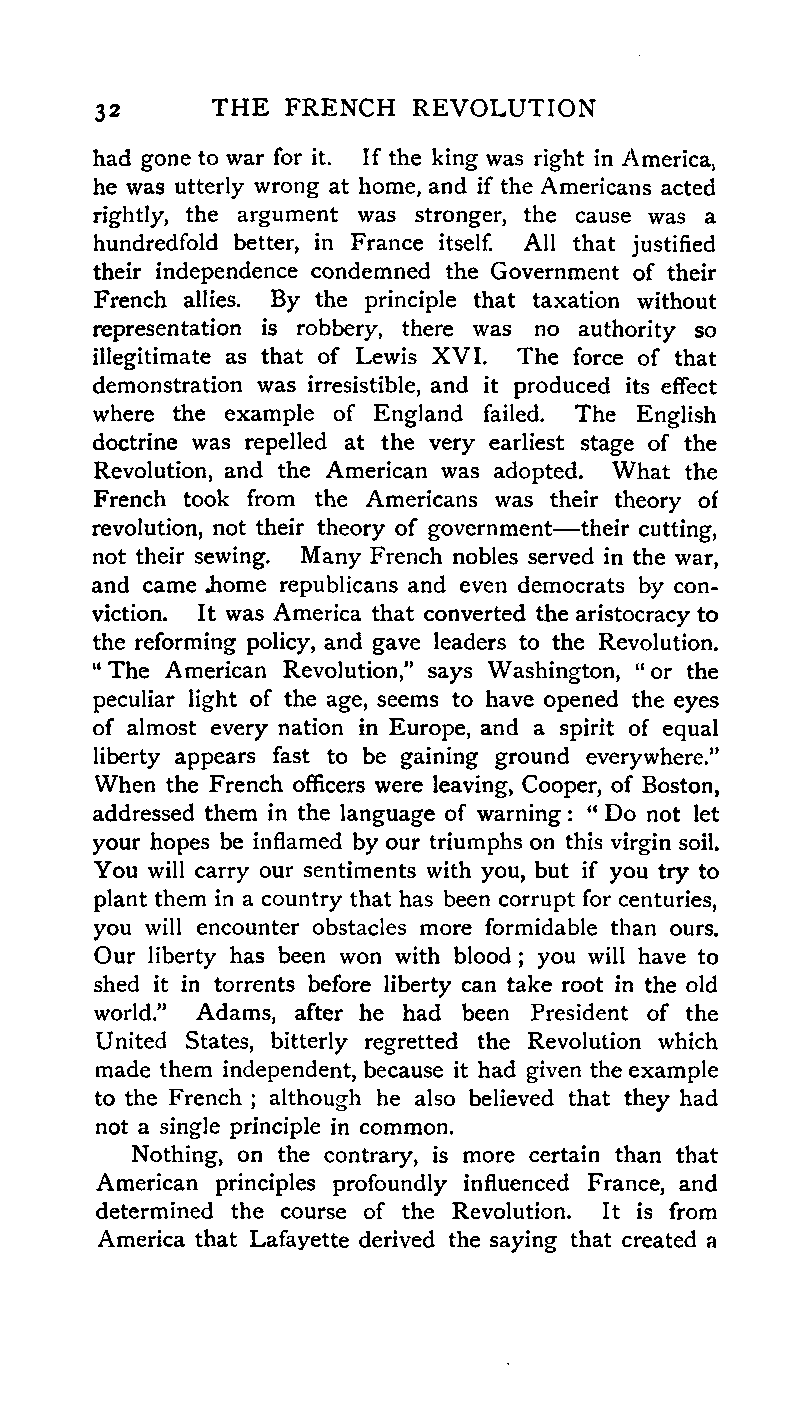 32 THE FRENCH REVOLUTION
had gone to war for it. If the king was right in America,
he was utterly wrong at home, and if the Americans acted
rightly, the argument was stronger, the cause was a
hundredfold better, in France itself. All that justified
their independence condemned the Government of their
French allies. By the principle that taxation without
representation is robbery, there was no authority so
illegitimate as that of Lewis XVI. The force of that
demonstration was irresistible, and it produced its effect
where the example of England failed. The English
doctrine was repelled at the very earliest stage of the
Revolution, and the American was adopted. What the
French took from the Americans was their theory of
revolution, not their theory of government—their cutting,
not their sewing. Many French nobles served in the war,
and came home republicans and even democrats by con-
viction. It was America that converted the aristocracy to
the reforming policy, and gave leaders to the Revolution.
“The American Revolution,” says Washington, “or the
peculiar light of the age, seems to have opened the eyes
of almost every nation in Europe, and a spirit of equal
liberty appears fast to be gaining ground everywhere.”
When the French officers were leaving, Cooper, of Boston,
addressed them in the language of warning: “Do not let
your hopes be inflamed by our triumphs on this virgin soil.
You will carry our sentiments with you, but if you try to
plant them in a country that has been corrupt for centuries,
you will encounter obstacles more formidable than ours.
Our liberty has been won with blood; you will have to
shed it in torrents before liberty can take root in the old
world.” Adams, after he had been President of the
United States, bitterly regretted the Revolution which
made them independent, because it had given the example
to the French; although he also believed that they had
not a single principle in common.
Nothing, on the contrary, is more certain than that
American principles profoundly influenced France, and
determined the course of the Revolution. It is from
America that Lafayette derived the saying that created a